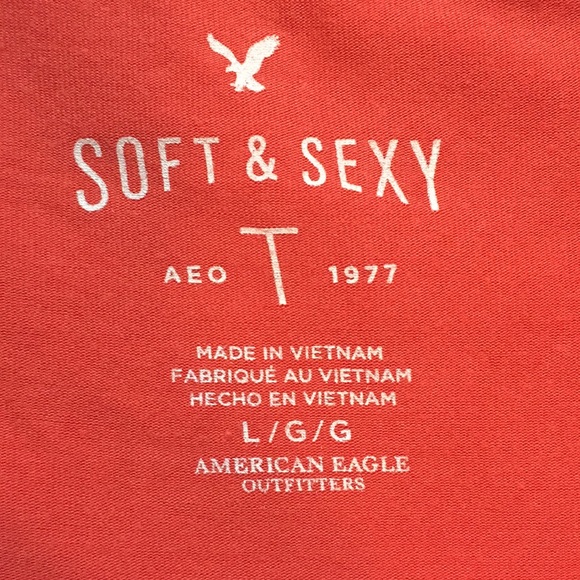 SOFT & SEXY
T
AEO 1977
MADE IN VIETNAM
FABRIQUÉ AU VIETNAM
HECHO EN VIETNAM
L/G/G
AMERICAN EAGLE
OUTFITTERS